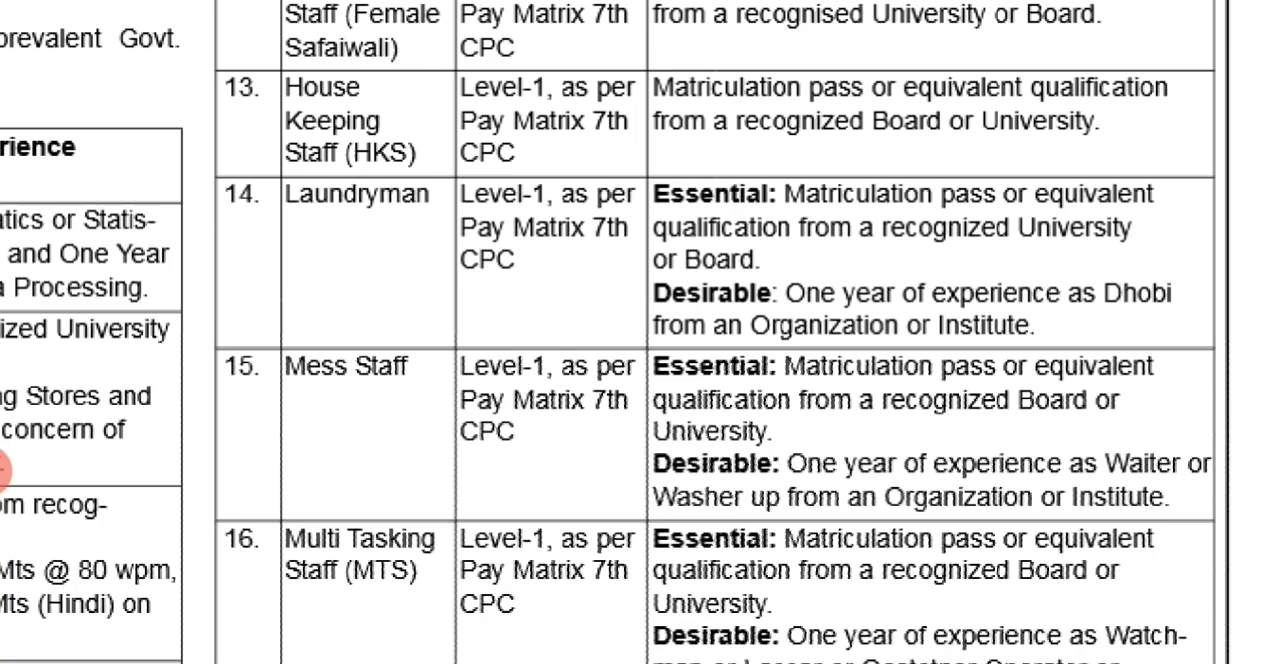 prevalent Govt.
rience
atics or Statis-
and One Year
a Processing.
ized University
ng Stores and
concern of
om recog-
Mts @ 80 wpm,
Mts (Hindi) on
Staff (Female
Safaiwali)
Pay Matrix 7th
CPC
from a recognised University or Board.
13.
House
Keeping
Staff (HKS)
Level-1, as per
Pay Matrix 7th
CPC
Matriculation pass or equivalent qualification
from a recognized Board or University.
14.
Laundryman
Level-1, as per
Pay Matrix 7th
CPC
Essential: Matriculation pass or equivalent
qualification from a recognized University
or Board.
Desirable: One year of experience as Dhobi
from an Organization or Institute.
15.
Mess Staff
Level-1, as per
Pay Matrix 7th
CPC
Essential: Matriculation pass or equivalent
qualification from a recognized Board or
University.
Desirable: One year of experience as Waiter or
Washer up from an Organization or Institute.
16.
Multi Tasking
Staff (MTS)
Level-1, as per
Pay Matrix 7th
CPC
Essential: Matriculation pass or equivalent
qualification from a recognized Board or
University.
Desirable: One year of experience as Watch-